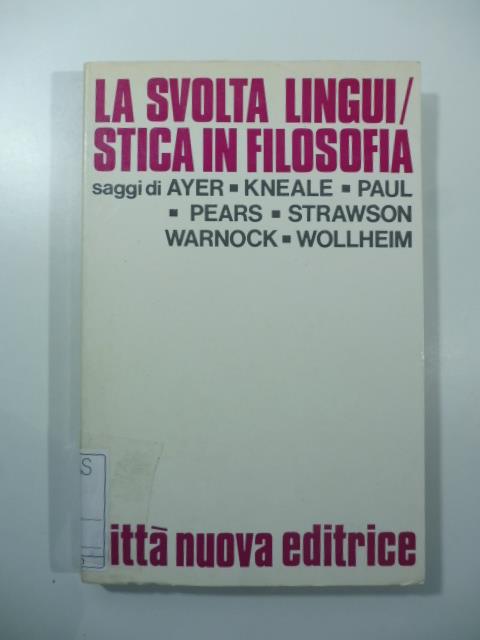 LA SVOLTA LINGUI/
STICA IN FILOSOFIA
saggi di AYER ▪ KNEALE ▪ PAUL
▪ PEARS ▪ STRAWSON
WARNOCK ▪ WOLLHEIM
S
ittà nuova editrice